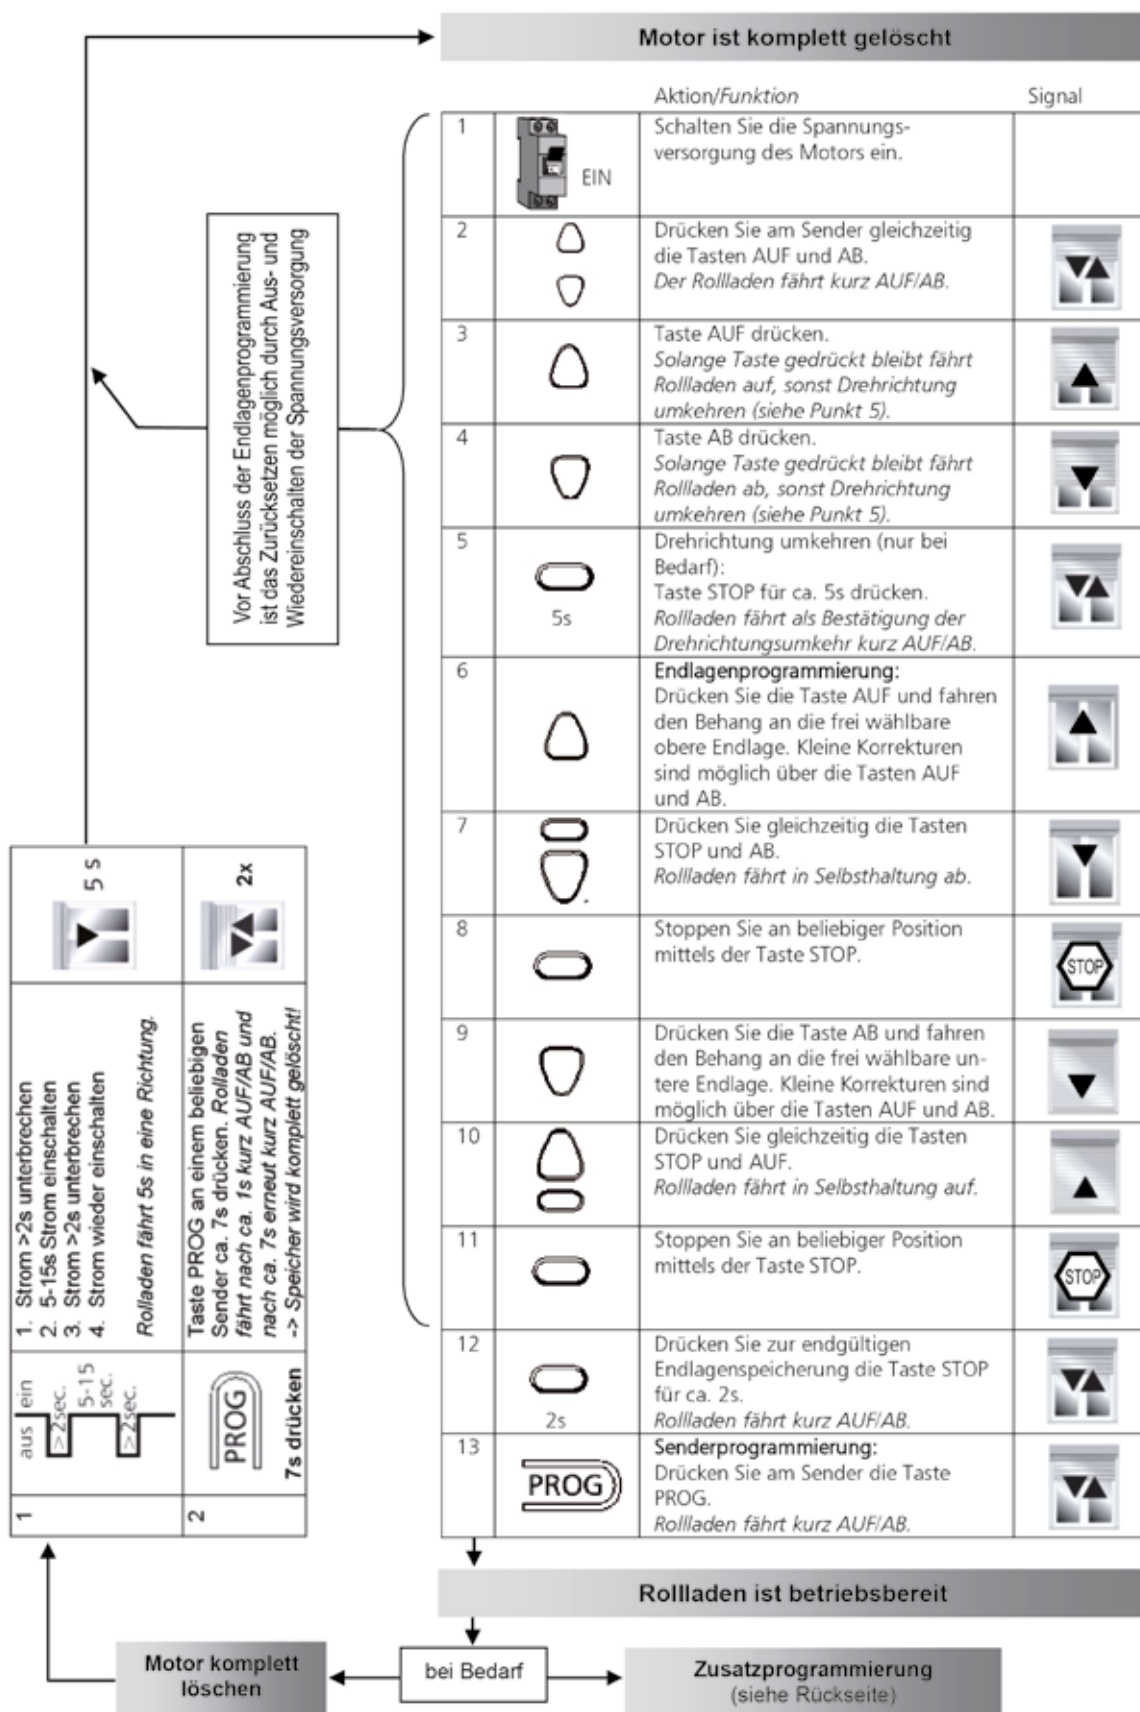 Motor ist komplett gelöscht
Aktion/Funktion
Signal
1
EIN
Schalten Sie die Spannungs-
versorgung des Motors ein.
2
Drücken Sie am Sender gleichzeitig
die Tasten AUF und AB.
Der Rollladen fährt kurz AUF/AB.
3
Taste AUF drücken.
Solange Taste gedrückt bleibt fährt
Rollladen auf, sonst Drehrichtung
umkehren (siehe Punkt 5).
4
Taste AB drücken.
Solange Taste gedrückt bleibt fährt
Rollladen ab, sonst Drehrichtung
umkehren (siehe Punkt 5).
5
5s
Drehrichtung umkehren (nur bei
Bedarf):
Taste STOP für ca. 5s drücken.
Rollladen fährt als Bestätigung der
Drehrichtungsumkehr kurz AUF/AB.
6
Endlagenprogrammierung:
Drücken Sie die Taste AUF und fahren
den Behang an die frei wählbare
obere Endlage. Kleine Korrekturen
sind möglich über die Tasten AUF
und AB.
7
Drücken Sie gleichzeitig die Tasten
STOP und AB.
Rollladen fährt in Selbsthaltung ab.
8
Stoppen Sie an beliebiger Position
mittels der Taste STOP.
STOP
9
Drücken Sie die Taste AB und fahren
den Behang an die frei wählbare un-
tere Endlage. Kleine Korrekturen sind
möglich über die Tasten AUF und AB.
10
Drücken Sie gleichzeitig die Tasten
STOP und AUF.
Rollladen fährt in Selbsthaltung auf.
11
Stoppen Sie an beliebiger Position
mittels der Taste STOP.
STOP
12
2s
Drücken Sie zur endgültigen
Endlagenspeicherung die Taste STOP
für ca. 2s.
Rollladen fährt kurz AUF/AB.
13
PROG
Senderprogrammierung:
Drücken Sie am Sender die Taste
PROG.
Rollladen fährt kurz AUF/AB.
Vor Abschluss der Endlagenprogrammierung
ist das Zurücksetzen möglich durch Aus- und
Wiedereinschalten der Spannungsversorgung
1
aus ein
>2sec.
5-15
sec.
>2sec.
1. Strom >2s unterbrechen
2. 5-15s Strom einschalten
3. Strom >2s unterbrechen
4. Strom wieder einschalten
Rolladen fährt 5s in eine Richtung.
5 s
2
PROG
7s drücken
Taste PROG an einem beliebigen
Sender ca. 7s drücken. Rolladen
fährt nach ca. 1s kurz AUF/AB und
nach ca. 7s erneut kurz AUF/AB.
-> Speicher wird komplett gelöscht!
2x
Rollladen ist betriebsbereit
Motor komplett
löschen
bei Bedarf
Zusatzprogrammierung
(siehe Rückseite)